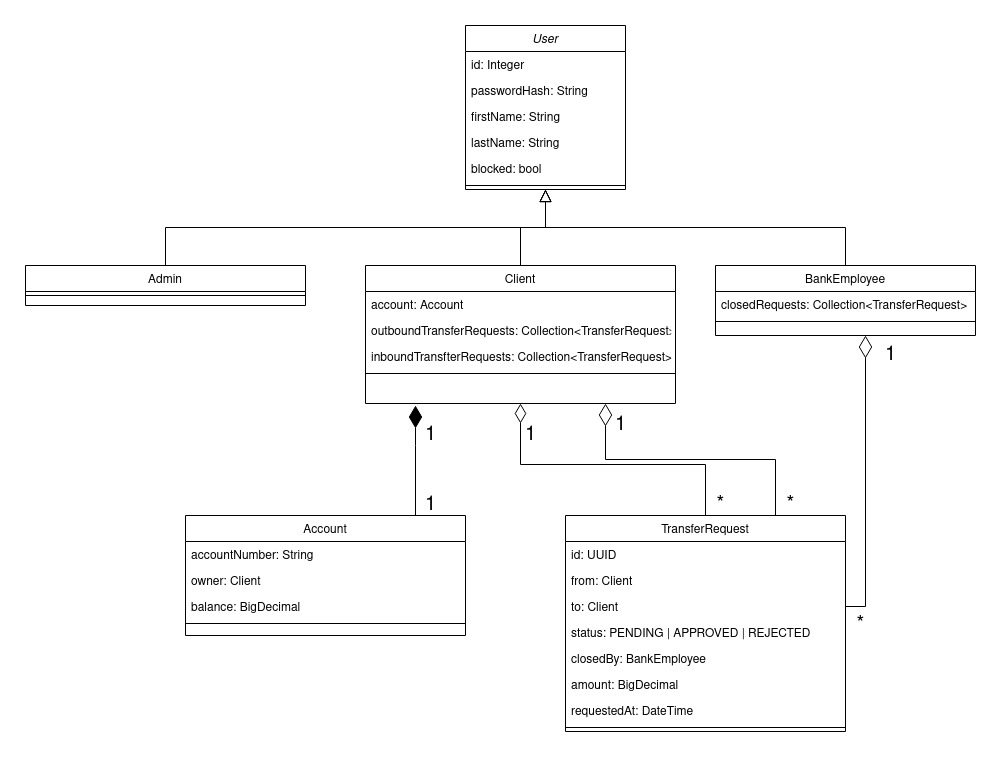 User
id: Integer
passwordHash: String
firstName: String
lastName: String
blocked: bool
Admin
Client
account: Account
outboundTransferRequests: Collection<TransferRequest:
inboundTransfterRequests: Collection<TransferRequest>
BankEmployee
closedRequests: Collection<TransferRequest>
1
1
1
1
1
*
*
Account
accountNumber: String
owner: Client
balance: BigDecimal
TransferRequest
id: UUID
from: Client
to: Client
status: PENDING | APPROVED | REJECTED
closedBy: BankEmployee
amount: BigDecimal
requestedAt: DateTime
*